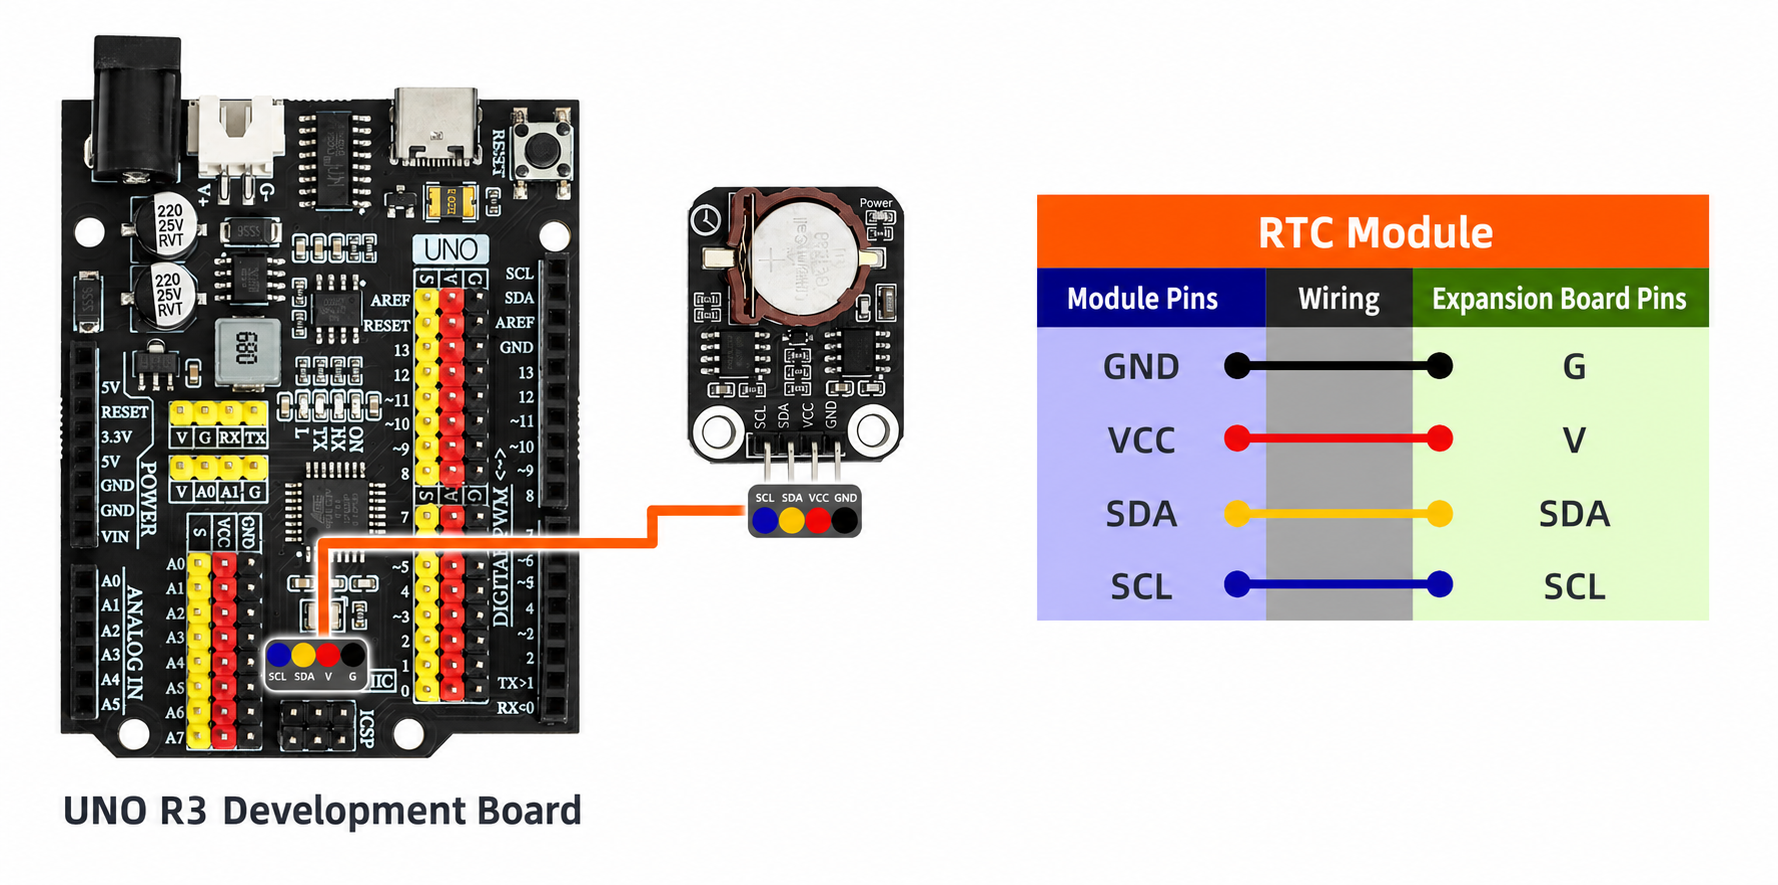 V+
G-
RESET
220
25V
RVT
220
25V
RVT
680
UNO
S
A
G
AREF
RESET
13
12
~11
~10
~9
8
S
A
G
7
~5
4
~3
2
1
0
SCL
SDA
AREF
GND
13
12
~11
~10
~9
8
7
~6
~5
4
~2
2
TX>1
RX<0
DIGITAL
PWM
<~>
5V
RESET
3.3V
5V
GND
GND
VIN
POWER
V G RX TX
V A0 A1 G
L
TX
RX
ON
S
VCC
GND
A0
A1
A2
A3
A4
A5
A6
A7
A0
A1
A2
A3
A4
A5
ANALOG IN
SCL SDA V G
IIC
ICSP
UNO R3 Development Board
Power
SCL
SDA
VCC
GND
SCL SDA VCC GND
RTC Module
Module Pins Wiring Expansion Board Pins
GND G
VCC V
SDA SDA
SCL SCL